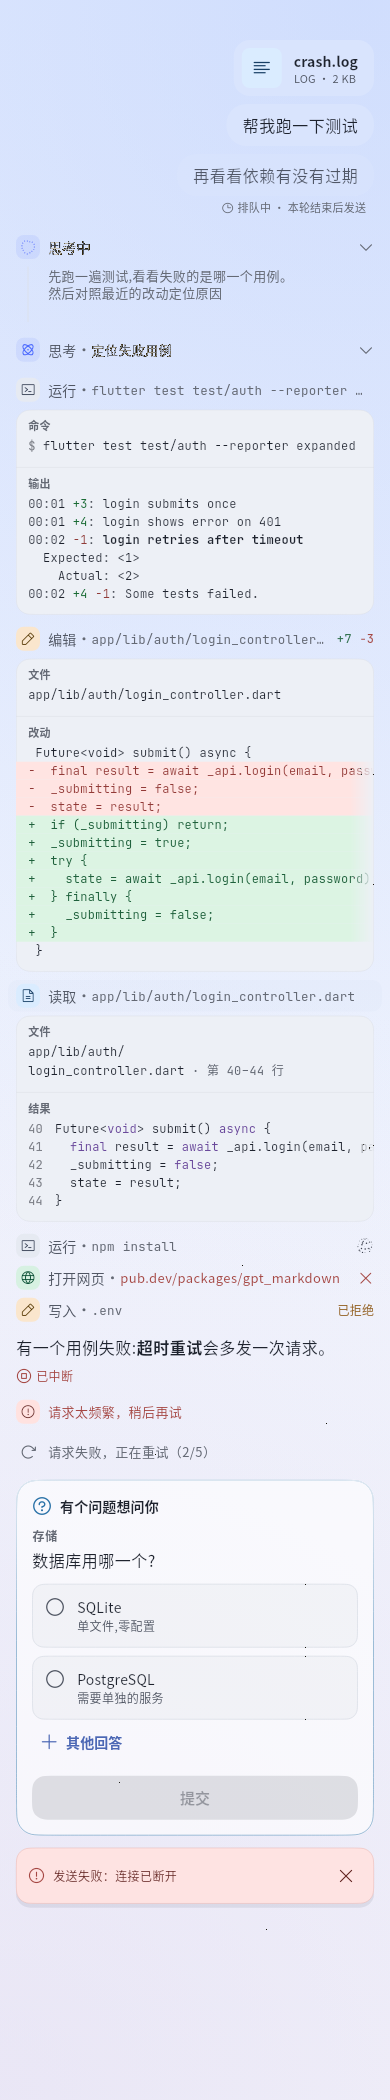 crash.log
LOG · 2 KB
帮我跑一下测试
再看看依赖有没有过期
排队中 · 本轮结束后发送
思考中
先跑一遍测试,看看失败的是哪一个用例。
然后对照最近的改动定位原因
思考 · 定位失败用例
运行 · flutter test test/auth --reporter …
命令
$ flutter test test/auth --reporter expanded
输出
00:01 +3: login submits once
00:01 +4: login shows error on 401
00:02 -1: login retries after timeout
Expected: <1>
Actual: <2>
00:02 +4 -1: Some tests failed.
编辑 · app/lib/auth/login_controller… +7 -3
文件
app/lib/auth/login_controller.dart
改动
Future<void> submit() async {
-  final result = await _api.login(email, pass
-  _submitting = false;
-  state = result;
+  if (_submitting) return;
+  _submitting = true;
+  try {
+    state = await _api.login(email, password)
+  } finally {
+    _submitting = false;
+  }
}
读取 · app/lib/auth/login_controller.dart
文件
app/lib/auth/
login_controller.dart · 第 40–44 行
结果
40 Future<void> submit() async {
41   final result = await _api.login(email,
42   _submitting = false;
43   state = result;
44 }
运行 · npm install
打开网页 · pub.dev/packages/gpt_markdown
写入 · .env 已拒绝
有一个用例失败:超时重试会多发一次请求。
已中断
请求太频繁，稍后再试
请求失败，正在重试（2/5）
有个问题想问你
存储
数据库用哪一个?
SQLite
单文件,零配置
PostgreSQL
需要单独的服务
其他回答
提交
发送失败：连接已断开